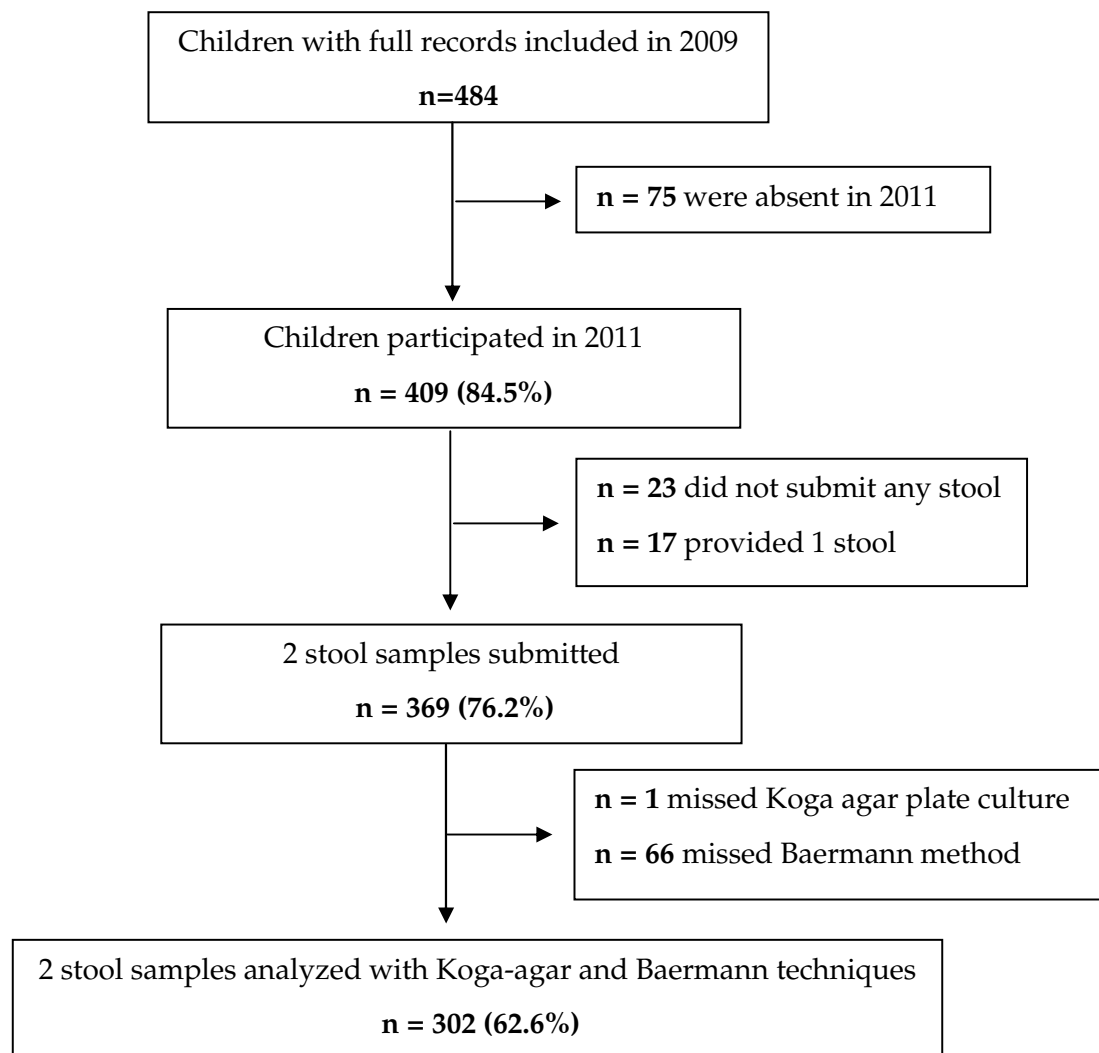 Children with full records included in 2009
n=484
n = 75 were absent in 2011
Children participated in 2011
n = 409 (84.5%)
n = 23 did not submit any stool
n = 17 provided 1 stool
2 stool samples submitted
n = 369 (76.2%)
n = 1 missed Koga agar plate culture
n = 66 missed Baermann method
2 stool samples analyzed with Koga-agar and Baermann techniques
n = 302 (62.6%)